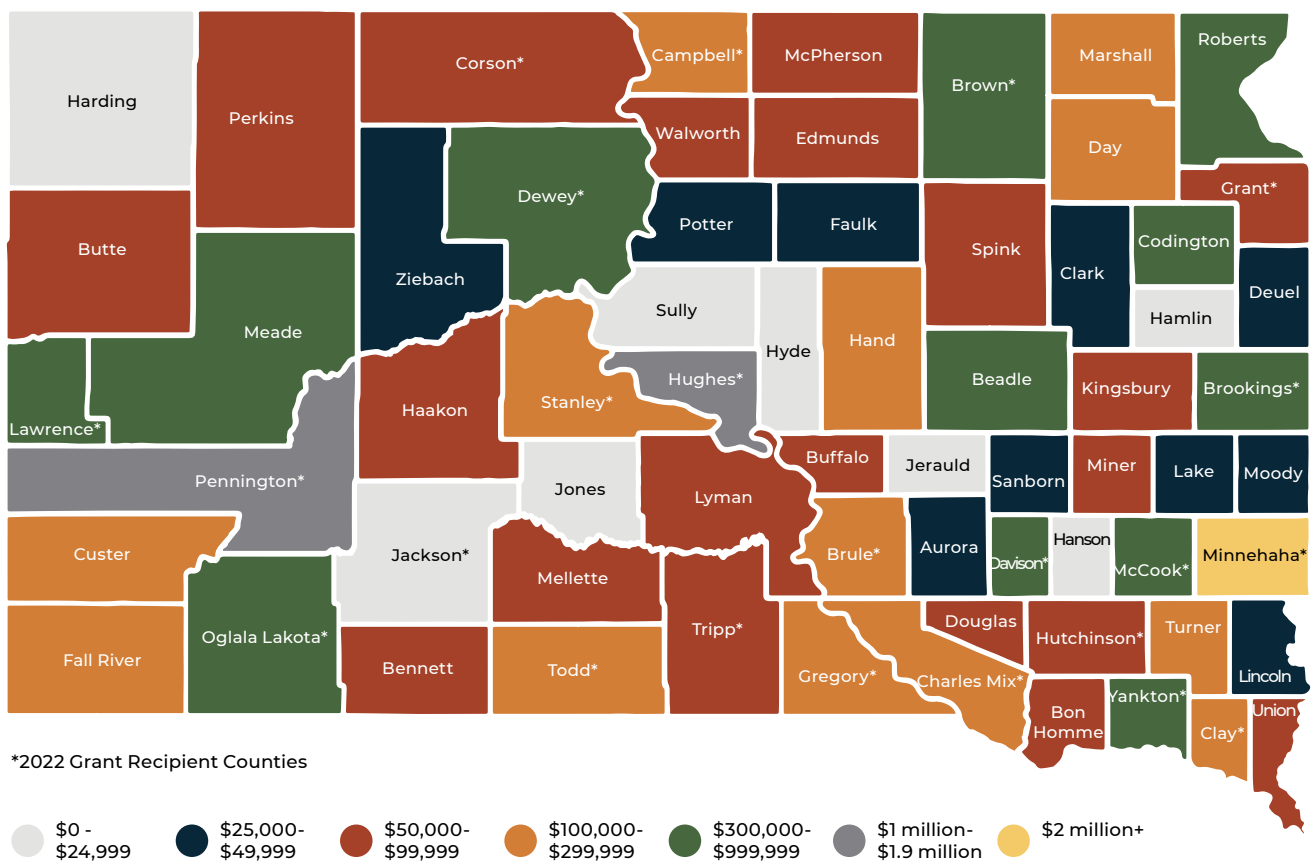 Harding
Perkins
Corson*
Campbell*
McPherson
Brown*
Marshall
Roberts
Walworth
Edmunds
Day
Grant*
Butte
Dewey*
Potter
Faulk
Spink
Codington
Clark
Ziebach
Deuel
Sully
Hamlin
Meade
Hyde
Hand
Hughes*
Beadle
Kingsbury
Brookings*
Haakon
Stanley*
Lawrence*
Buffalo
Jerauld
Miner
Lake
Moody
Sanborn
Pennington*
Jones
Lyman
Custer
Jackson*
Brule*
Aurora
Davison*
Hanson
McCook*
Minnehaha*
Mellette
Oglala Lakota*
Tripp*
Douglas
Hutchinson*
Turner
Fall River
Bennett
Todd*
Gregory*
Charles Mix*
Lincoln
Yankton*
Bon
Homme
Clay*
Union
*2022 Grant Recipient Counties
$0 -
$24,999
$25,000-
$49,999
$50,000-
$99,999
$100,000-
$299,999
$300,000-
$999,999
$1 million-
$1.9 million
$2 million+